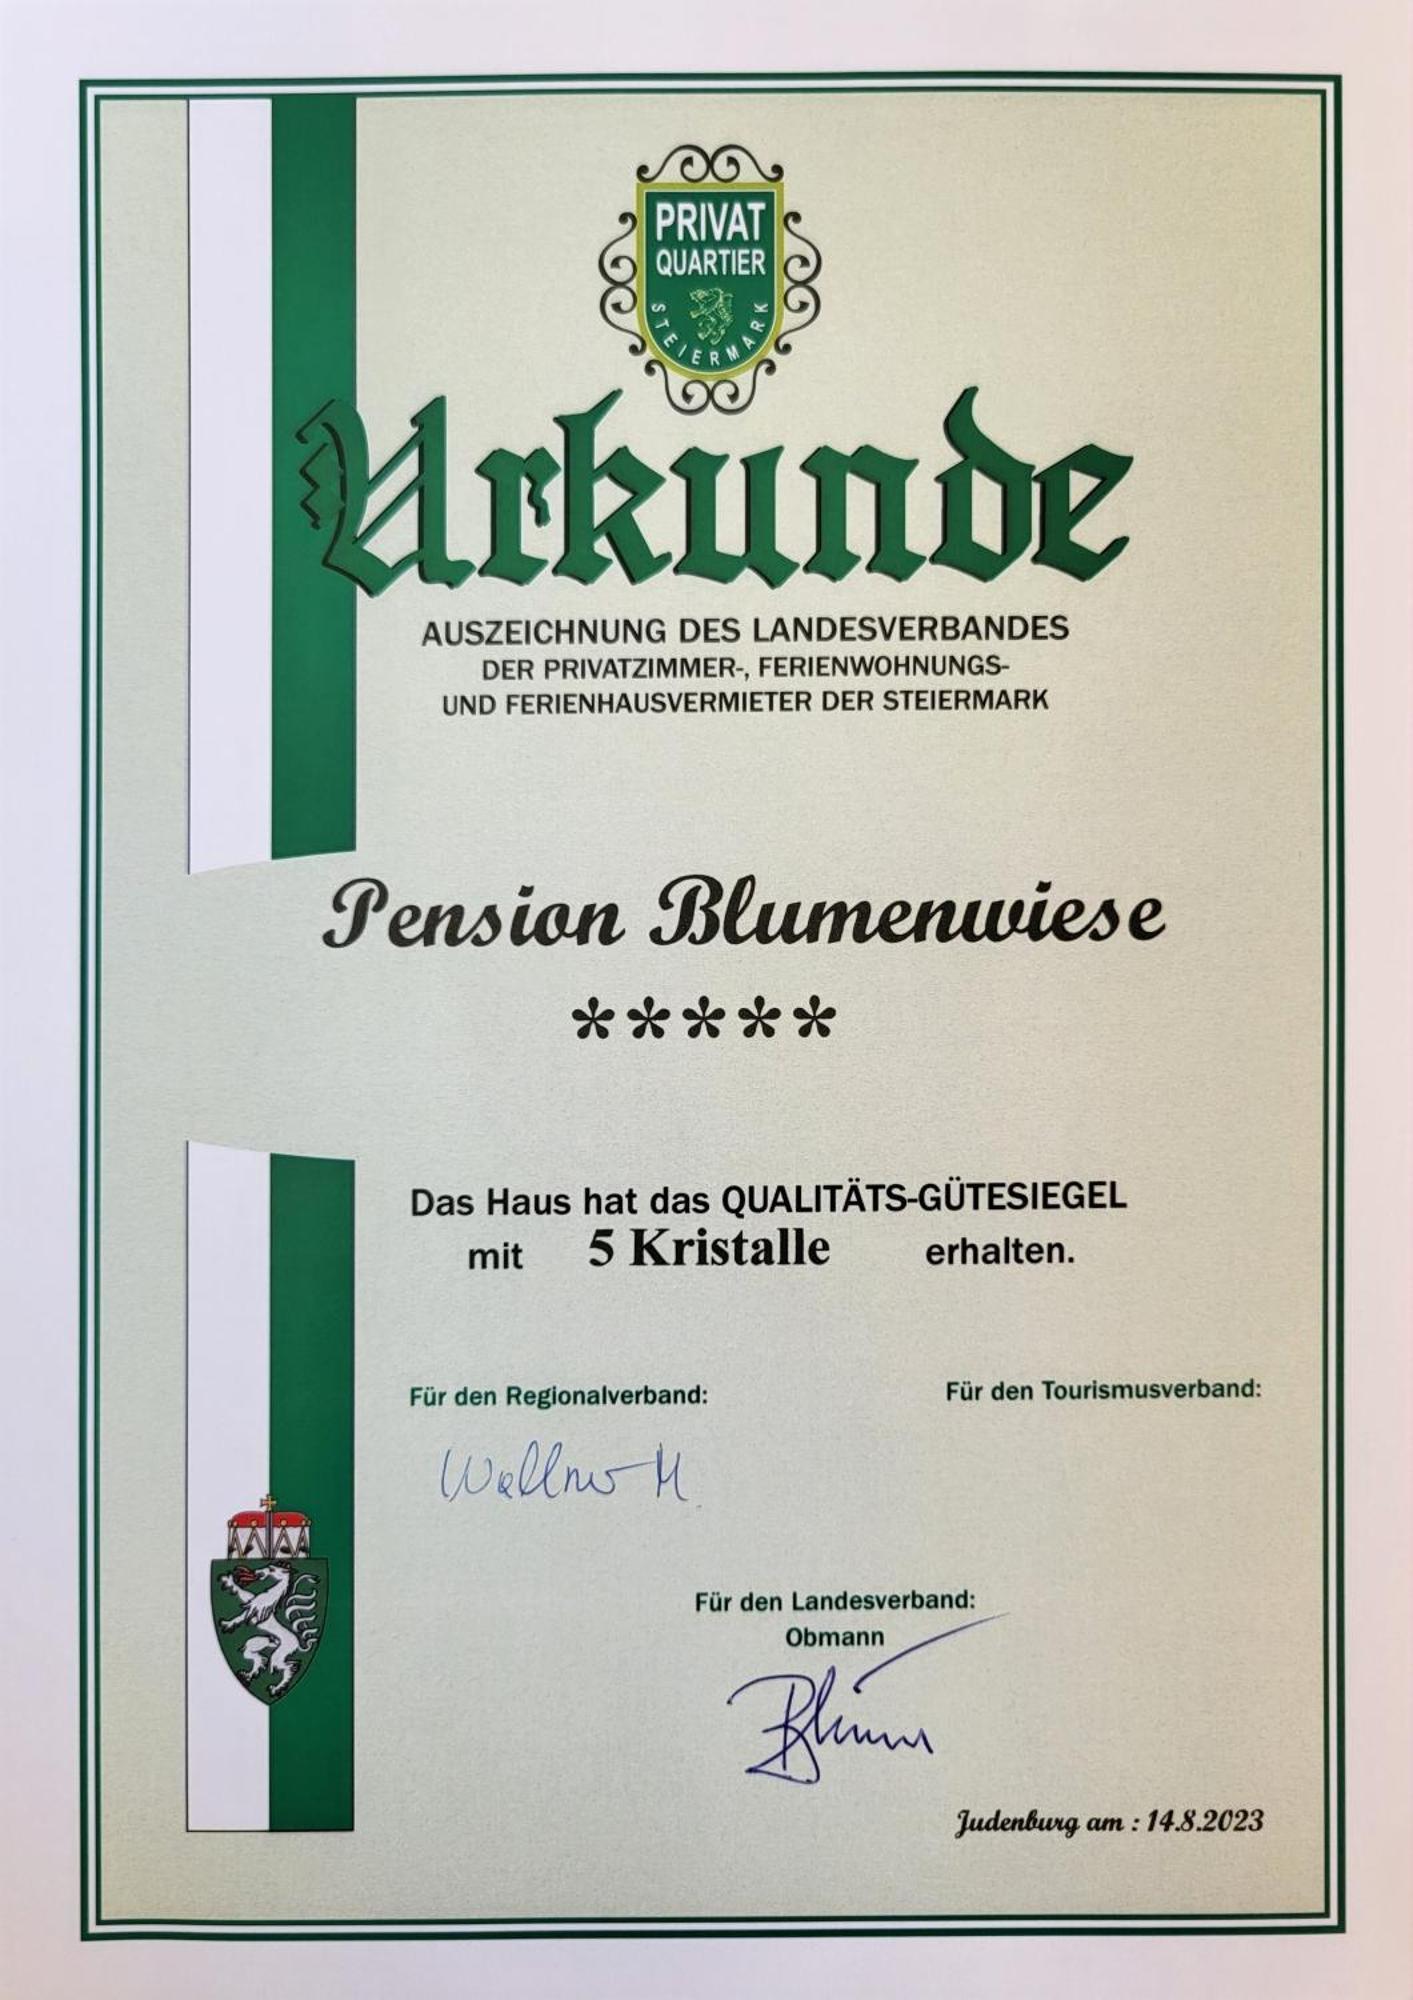 PRIVAT
QUARTIER
STEIERMARK
Urkunde
AUSZEICHNUNG DES LANDESVERBANDES
DER PRIVATZIMMER-, FERIENWOHNUNGS-
UND FERIENHAUSVERMIETER DER STEIERMARK
Pension Blumenwiese
*****
Das Haus hat das QUALITÄTS-GÜTESIEGEL
mit 5 Kristalle erhalten.
Für den Regionalverband: Für den Tourismusverband:
Wallner M.
Für den Landesverband:
Obmann
Judenburg am : 14.8.2023